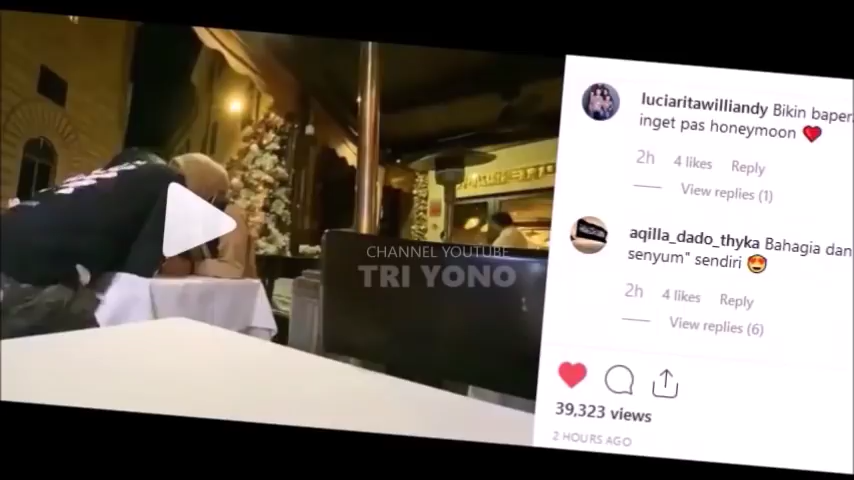 luciaritawilliandy Bikin baper.
inget pas honeymoon ❤️
2h 4 likes Reply
View replies (1)
aqilla_dado_thyka Bahagia dan
senyum" sendiri 😍
2h 4 likes Reply
View replies (6)
39,323 views
2 HOURS AGO
CHANNEL YOUTUBE
TRI YONO